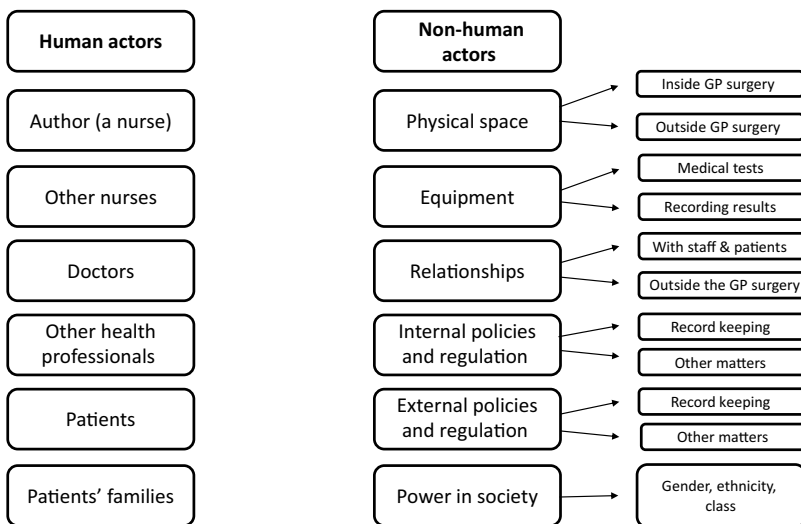 Human actors
Author (a nurse)
Other nurses
Doctors
Other health
professionals
Patients
Patients’ families
Non-human
actors
Physical space
Inside GP surgery
Outside GP surgery
Equipment
Medical tests
Recording results
Relationships
With staff & patients
Outside the GP surgery
Internal policies
and regulation
Record keeping
Other matters
External policies
and regulation
Record keeping
Other matters
Power in society
Gender, ethnicity,
class